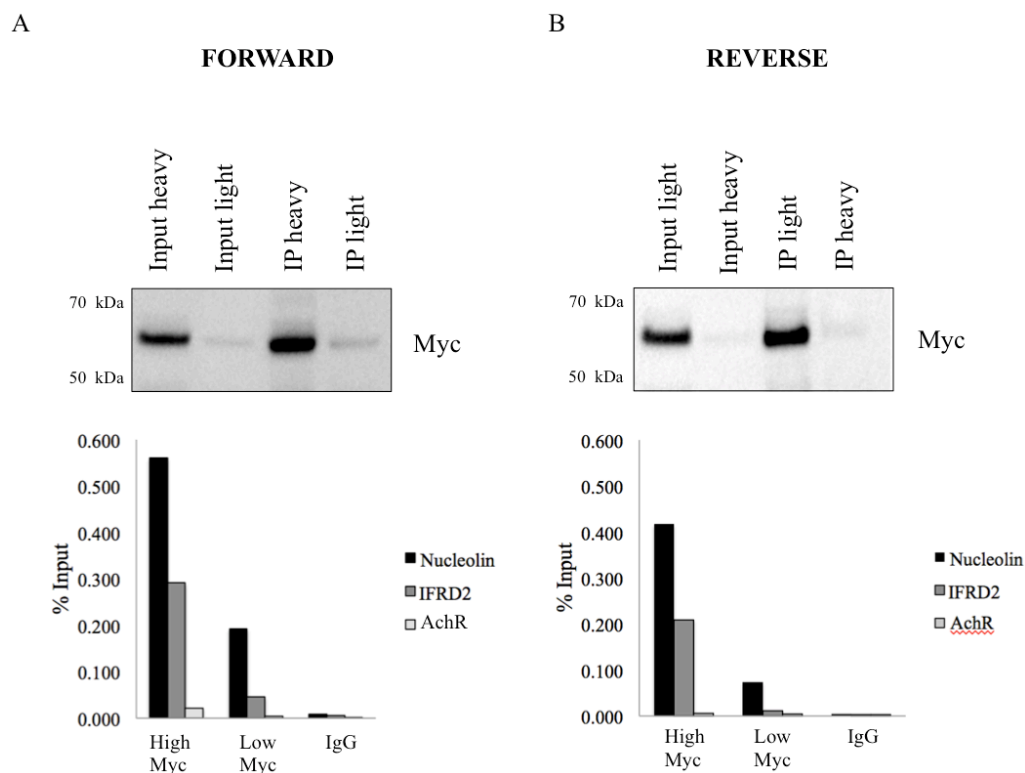 A
FORWARD
Input heavy
Input light
IP heavy
IP light
70 kDa
50 kDa
Myc
0.600
0.500
0.400
0.300
0.200
0.100
0.000
% Input
High
Myc
Low
Myc
IgG
Nucleolin
IFRD2
AchR
B
REVERSE
Input light
Input heavy
IP light
IP heavy
70 kDa
50 kDa
Myc
0.600
0.500
0.400
0.300
0.200
0.100
0.000
% Input
High
Myc
Low
Myc
IgG
Nucleolin
IFRD2
AchR